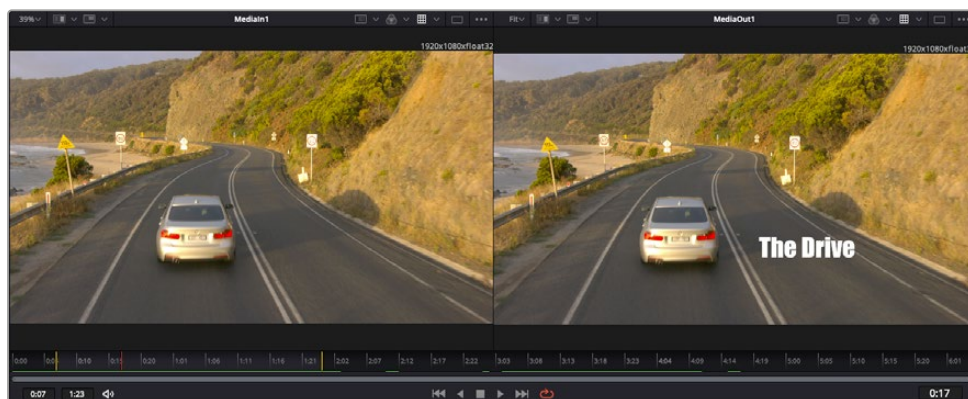 39% MediaIn1 Fit MediaOut1
1920x1080xfloat32 1920x1080xfloat32
The Drive
0:00 0:10 0:20 1:01 1:06 1:11 1:16 1:21 2:02 2:07 2:12 2:17 2:22 3:03 3:08 3:13 3:18 3:23 4:04 4:09 4:14 4:19 5:00 5:05 5:10 5:15 5:20 6:01
0:07 1:23 0:17